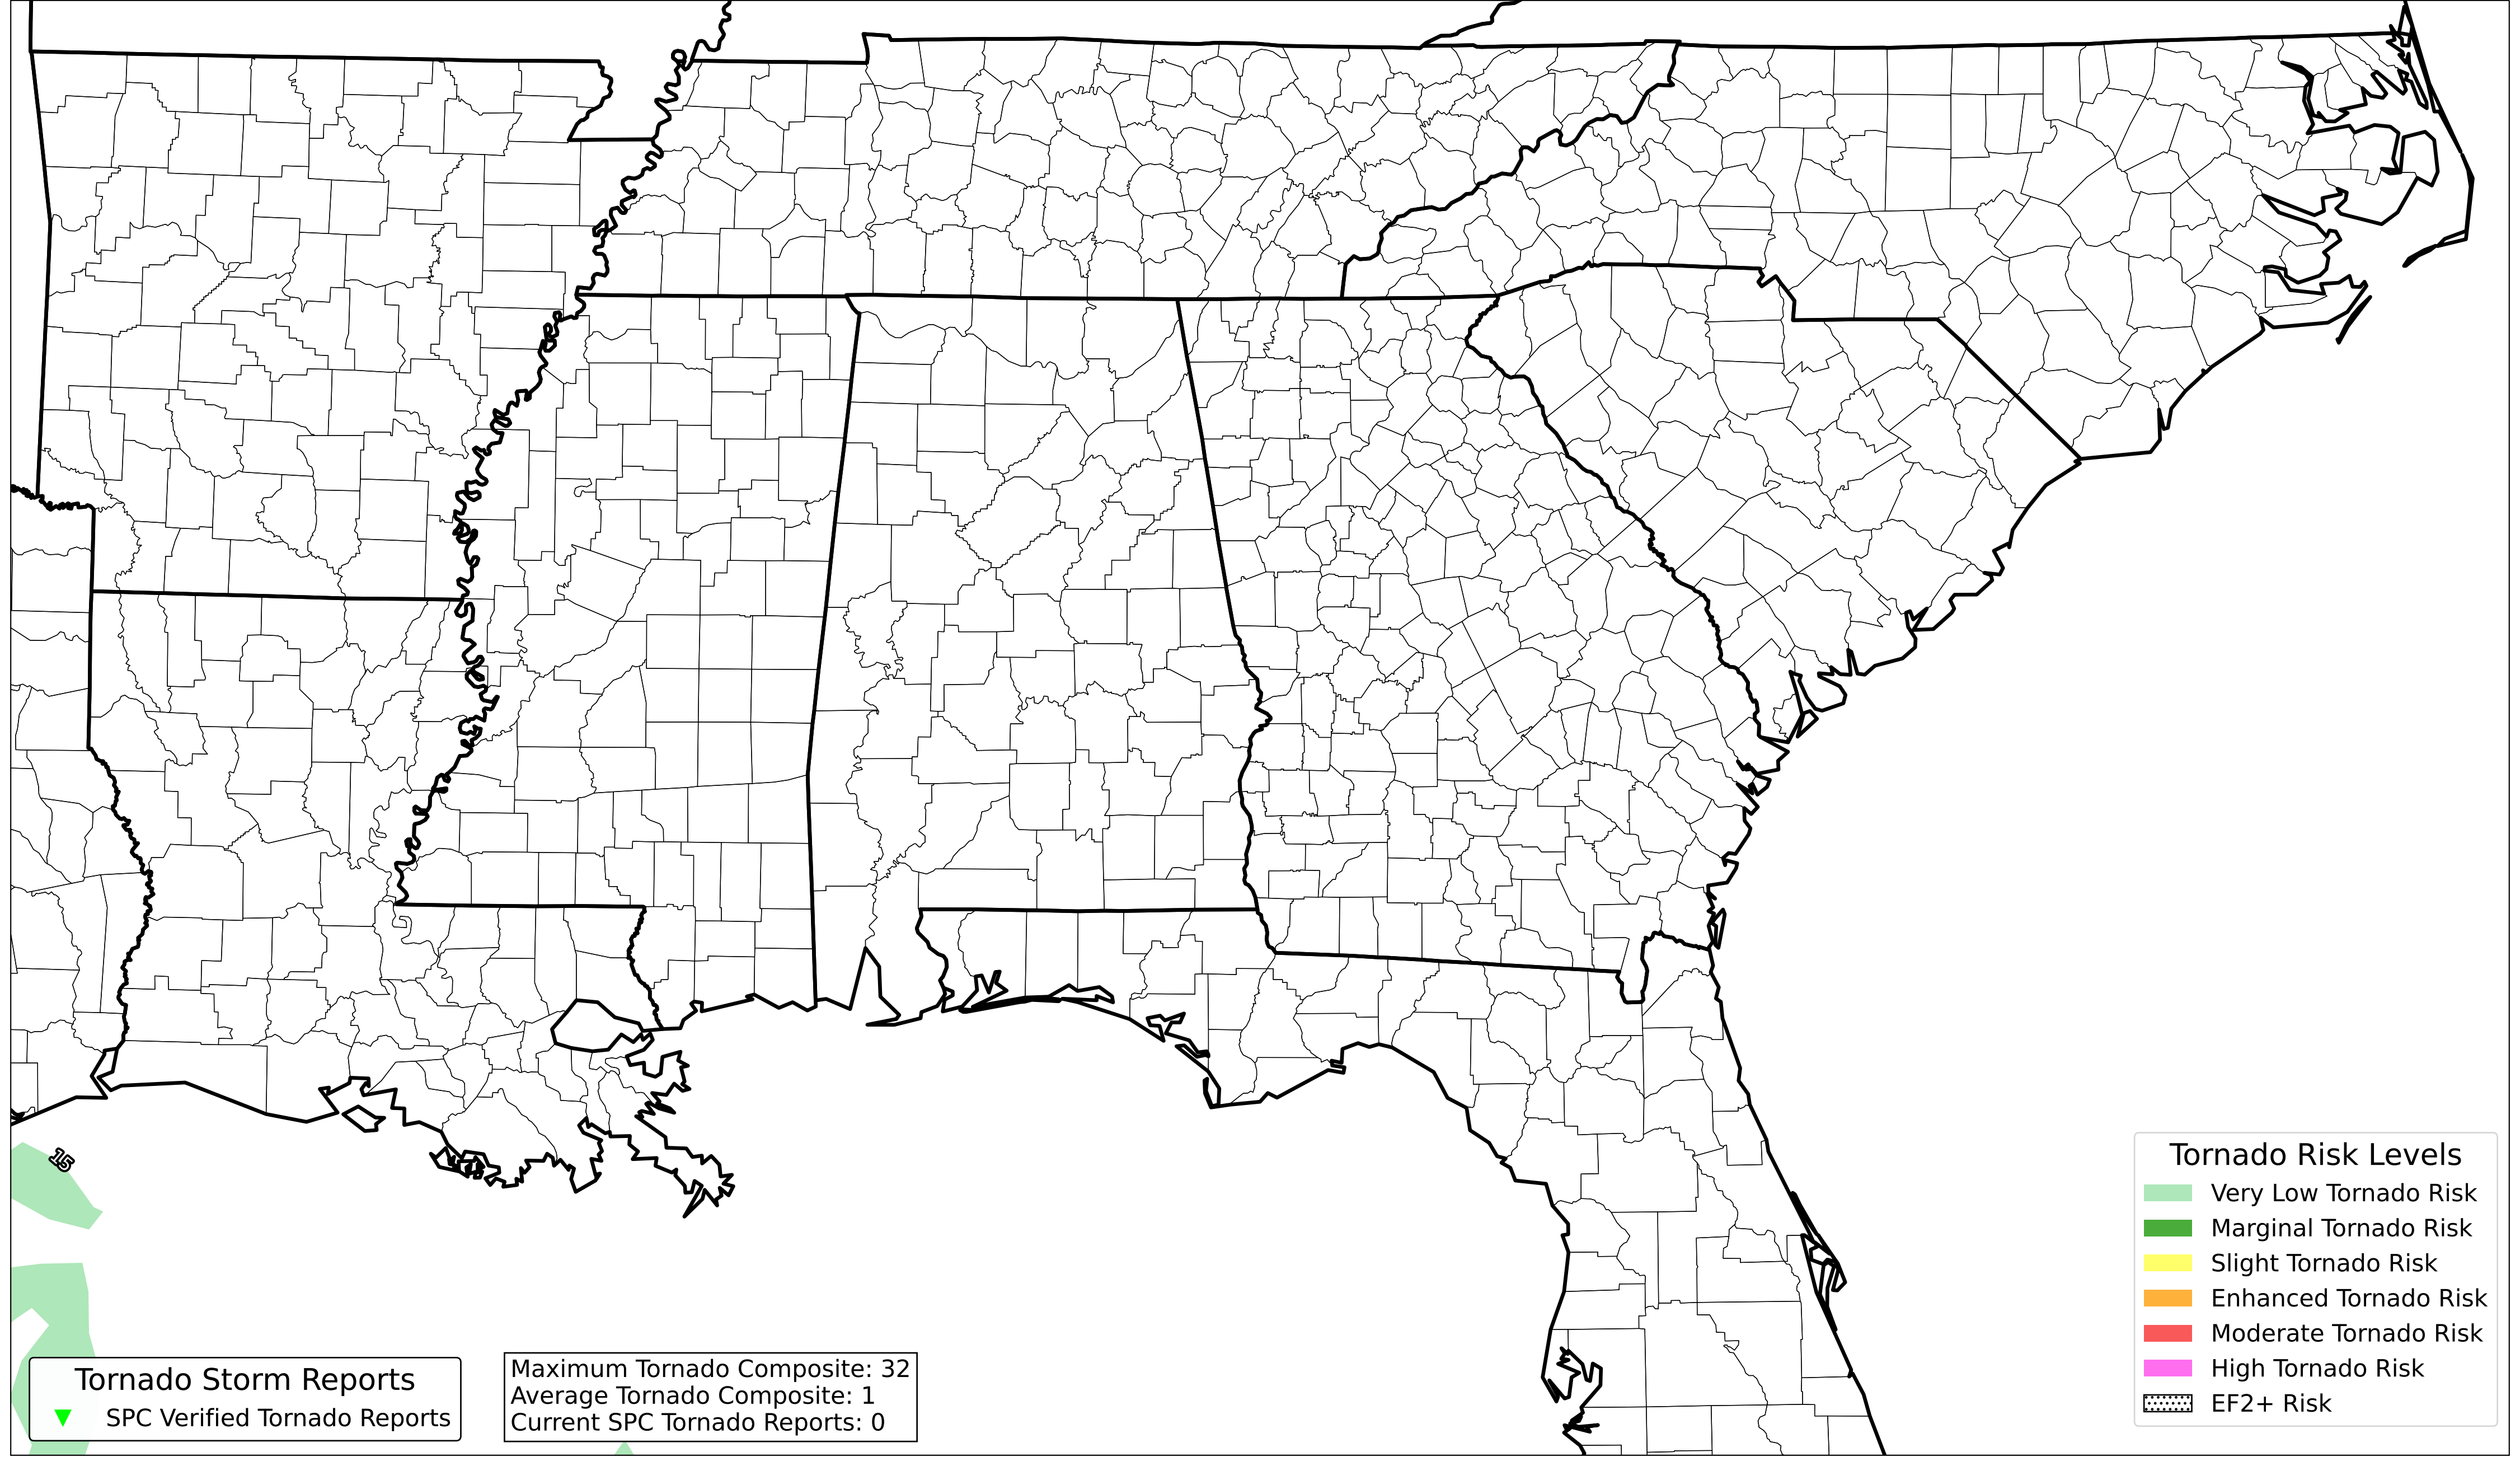 15
Tornado Risk Levels
Very Low Tornado Risk
Marginal Tornado Risk
Slight Tornado Risk
Enhanced Tornado Risk
Moderate Tornado Risk
High Tornado Risk
EF2+ Risk
Tornado Storm Reports
SPC Verified Tornado Reports
Maximum Tornado Composite: 32
Average Tornado Composite: 1
Current SPC Tornado Reports: 0